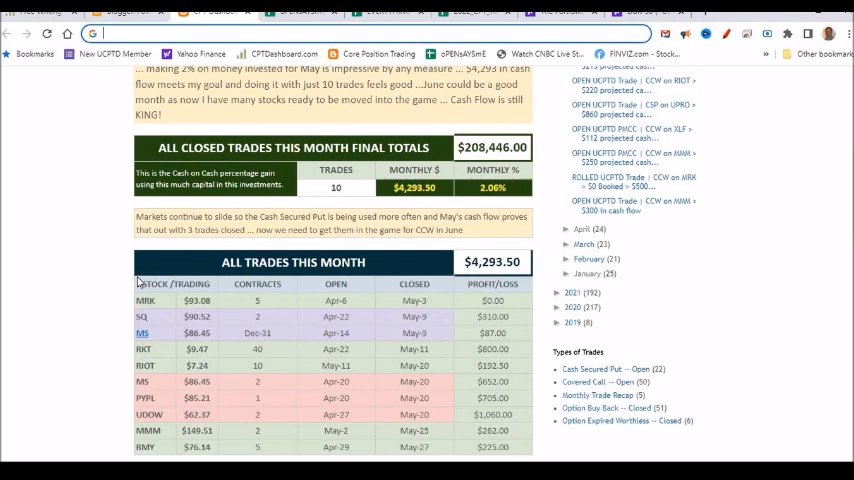 Bookmarks New UCPTD Member Yahoo Finance CPTDashboard.com Core Position Trading oPENsAYSmE Watch CNBC Live St... FINVIZ.com - Stock... » Other bookmarks
... making 2% on money invested for May is impressive by any measure ... $4,293 in cash
flow meets my goal and doing it with just 10 trades feels good ...June could be a good
month as now I have many stocks ready to be moved into the game ... Cash Flow is still
KING!
ALL CLOSED TRADES THIS MONTH FINAL TOTALS $208,446.00
This is the Cash on Cash percentage gain
using this much capital in this investments.
TRADES MONTHLY $ MONTHLY %
10 $4,293.50 2.06%
Markets continue to slide so the Cash Secured Put is being used more often and May's cash flow proves
that out with 3 trades closed ... now we need to get them in the game for CCW in June
ALL TRADES THIS MONTH $4,293.50
STOCK /TRADING CONTRACTS OPEN CLOSED PROFIT/LOSS
MRK $93.08 5 Apr-6 May-3 $0.00
SQ $90.52 2 Apr-22 May-9 $310.00
MS $86.45 Dec-31 Apr-14 May-9 $87.00
RKT $9.47 40 Apr-22 May-11 $800.00
RIOT $7.24 10 May-11 May-20 $192.50
MS $86.45 2 Apr-20 May-20 $652.00
PYPL $85.21 1 Apr-20 May-20 $705.00
UDOW $62.37 2 Apr-27 May-20 $1,060.00
MMM $149.51 2 May-2 May-25 $262.00
BMY $76.14 5 Apr-29 May-27 $225.00
$215 projected ca...
OPEN UCPTD Trade | CCW on RIOT >
$220 projected ca...
OPEN UCPTD Trade | CSP on UPRO >
$860 projected ca...
OPEN UCPTD PMCC | CCW on XLF >
$112 projected cash...
OPEN UCPTD PMCC | CCW on MMM >
$250 projected cash...
ROLLED UCPTD Trade | CCW on MRK
> $0 Booked > $500...
OPEN UCPTD Trade | CCW on MMM >
$300 in cash flow
► April (24)
► March (23)
► February (21)
► January (25)
► 2021 (192)
► 2020 (217)
► 2019 (8)
Types of Trades
Cash Secured Put -- Open (22)
Covered Call -- Open (50)
Monthly Trade Recap (5)
Option Buy Back -- Closed (51)
Option Expired Worthless -- Closed (6)